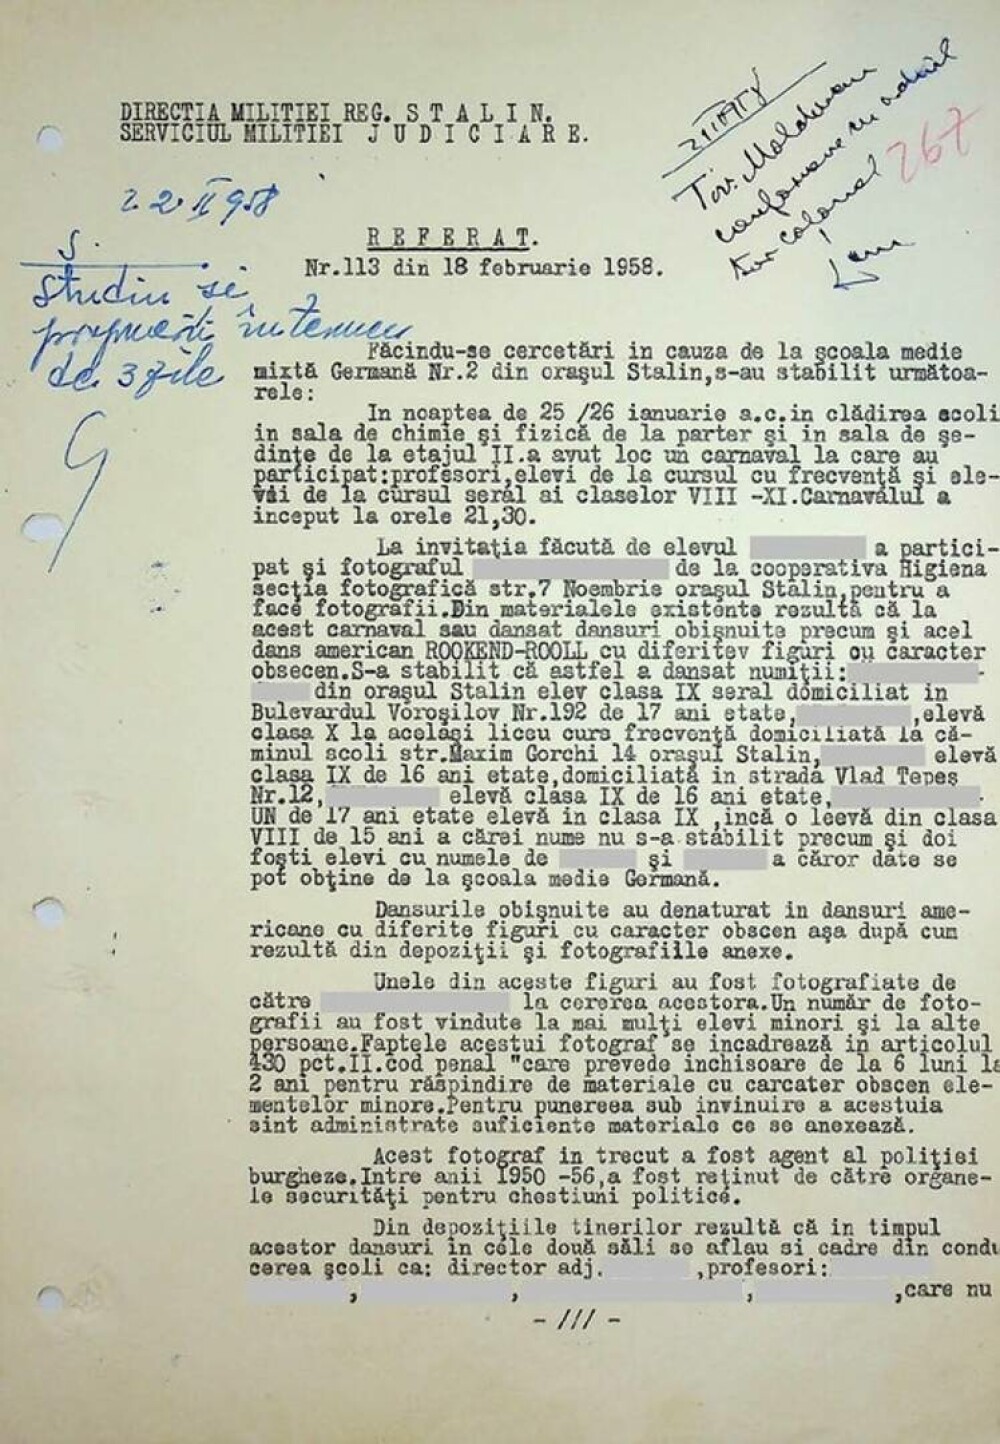 DIRECTIA MILITIEI REG. S T A L I N.
SERVICIUL MILITIEI J U D I C I A R E.
267
22 II 958
Studiu si
în termen
de 3 zile
Tov. Moldovan
tov colonel
R E F E R A T.
Nr.113 din 18 februarie 1958.
Făcindu-se cercetări in cauza de la şcoala medie
mixtă Germană Nr.2 din oraşul Stalin,s-au stabilit următoa-
rele:
In noaptea de 25 /26 ianuarie a.c.in clădirea scoli
in sala de chimie şi fizică de la parter şi in sala de şe-
dinţe de la etajul II.a avut loc un carnaval la care au
participat:profesori,elevi de la cursul cu frecvenţă şi ele-
vii de la cursul seral ai claselor VIII -XI.Carnavalul a
inceput la orele 21,30.
La invitaţia făcută de elevul a partici-
pat şi fotograful de la cooperativa Higiena
secţia fotografică str.7 Noembrie oraşul Stalin,pentru a
face fotografii.Din materialele existente rezultă că la
acest carnaval sau dansat dansuri obişnuite precum şi acel
dans american ROOKEND-ROOLL cu diferitev figuri cu caracter
obsecen.S-a stabilit că astfel a dansat numiţii:
din oraşul Stalin elev clasa IX seral domiciliat in
Bulevardul Voroşilov Nr.192 de 17 ani etate, ,elevă
clasa X la acelaşi liceu curs frecvenţă domiciliată la că-
minul scoli str.Maxim Gorchi 14 oraşul Stalin, elevă
clasa IX de 16 ani etate,domiciliată in strada Vlad Tepeş
Nr.12, elevă clasa IX de 16 ani etate,
UN de 17 ani etate elevă in clasa IX ,incă o leevă din clasa
VIII de 15 ani a cărei nume nu s-a stabilit precum şi doi
foşti elevi cu numele de şi a căror date se
pot obţine de la şcoala medie Germană.
Dansurile obişnuite au denaturat in dansuri ame-
ricane cu diferite figuri cu caracter obscen aşa după cum
rezultă din depoziţii şi fotografiile anexe.
Unele din aceste figuri au fost fotografiate de
către la cererea acestora.Un număr de foto-
grafii au fost vindute la mai mulţi elevi minori şi la alte
persoane.Faptele acestui fotograf se incadrează in articolul
430 pct.II.cod penal "care prevede inchisoare de la 6 luni la
2 ani pentru răspindire de materiale cu carcater obscen ele-
mentelor minore.Pentru punereea sub invinuire a acestuia
sint administrate suficiente materiale ce se anexează.
Acest fotograf in trecut a fost agent al poliţiei
burgheze.Intre anii 1950 -56,a fost reţinut de către organe-
le securităţi pentru chestiuni politice.
Din depoziţiile tinerilor rezultă că in timpul
acestor dansuri in cele două săli se aflau si cadre din condu
cerea şcoli ca: director adj. ,profesori:
, , , ,care nu
- /// -